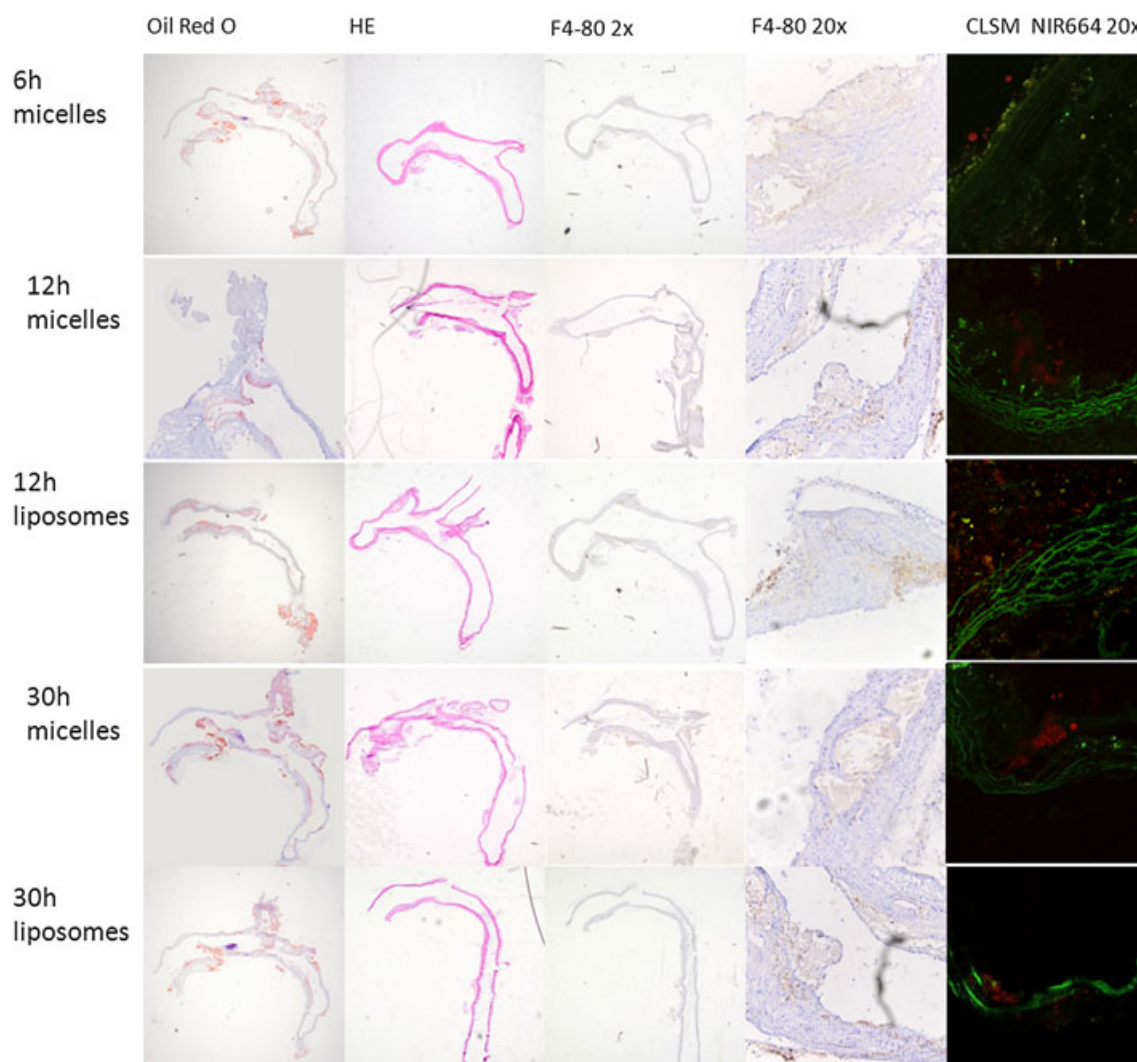 Oil Red O HE F4-80 2x F4-80 20x CLSM NIR664 20x
6h
micelles
12h
micelles
12h
liposomes
30h
micelles
30h
liposomes